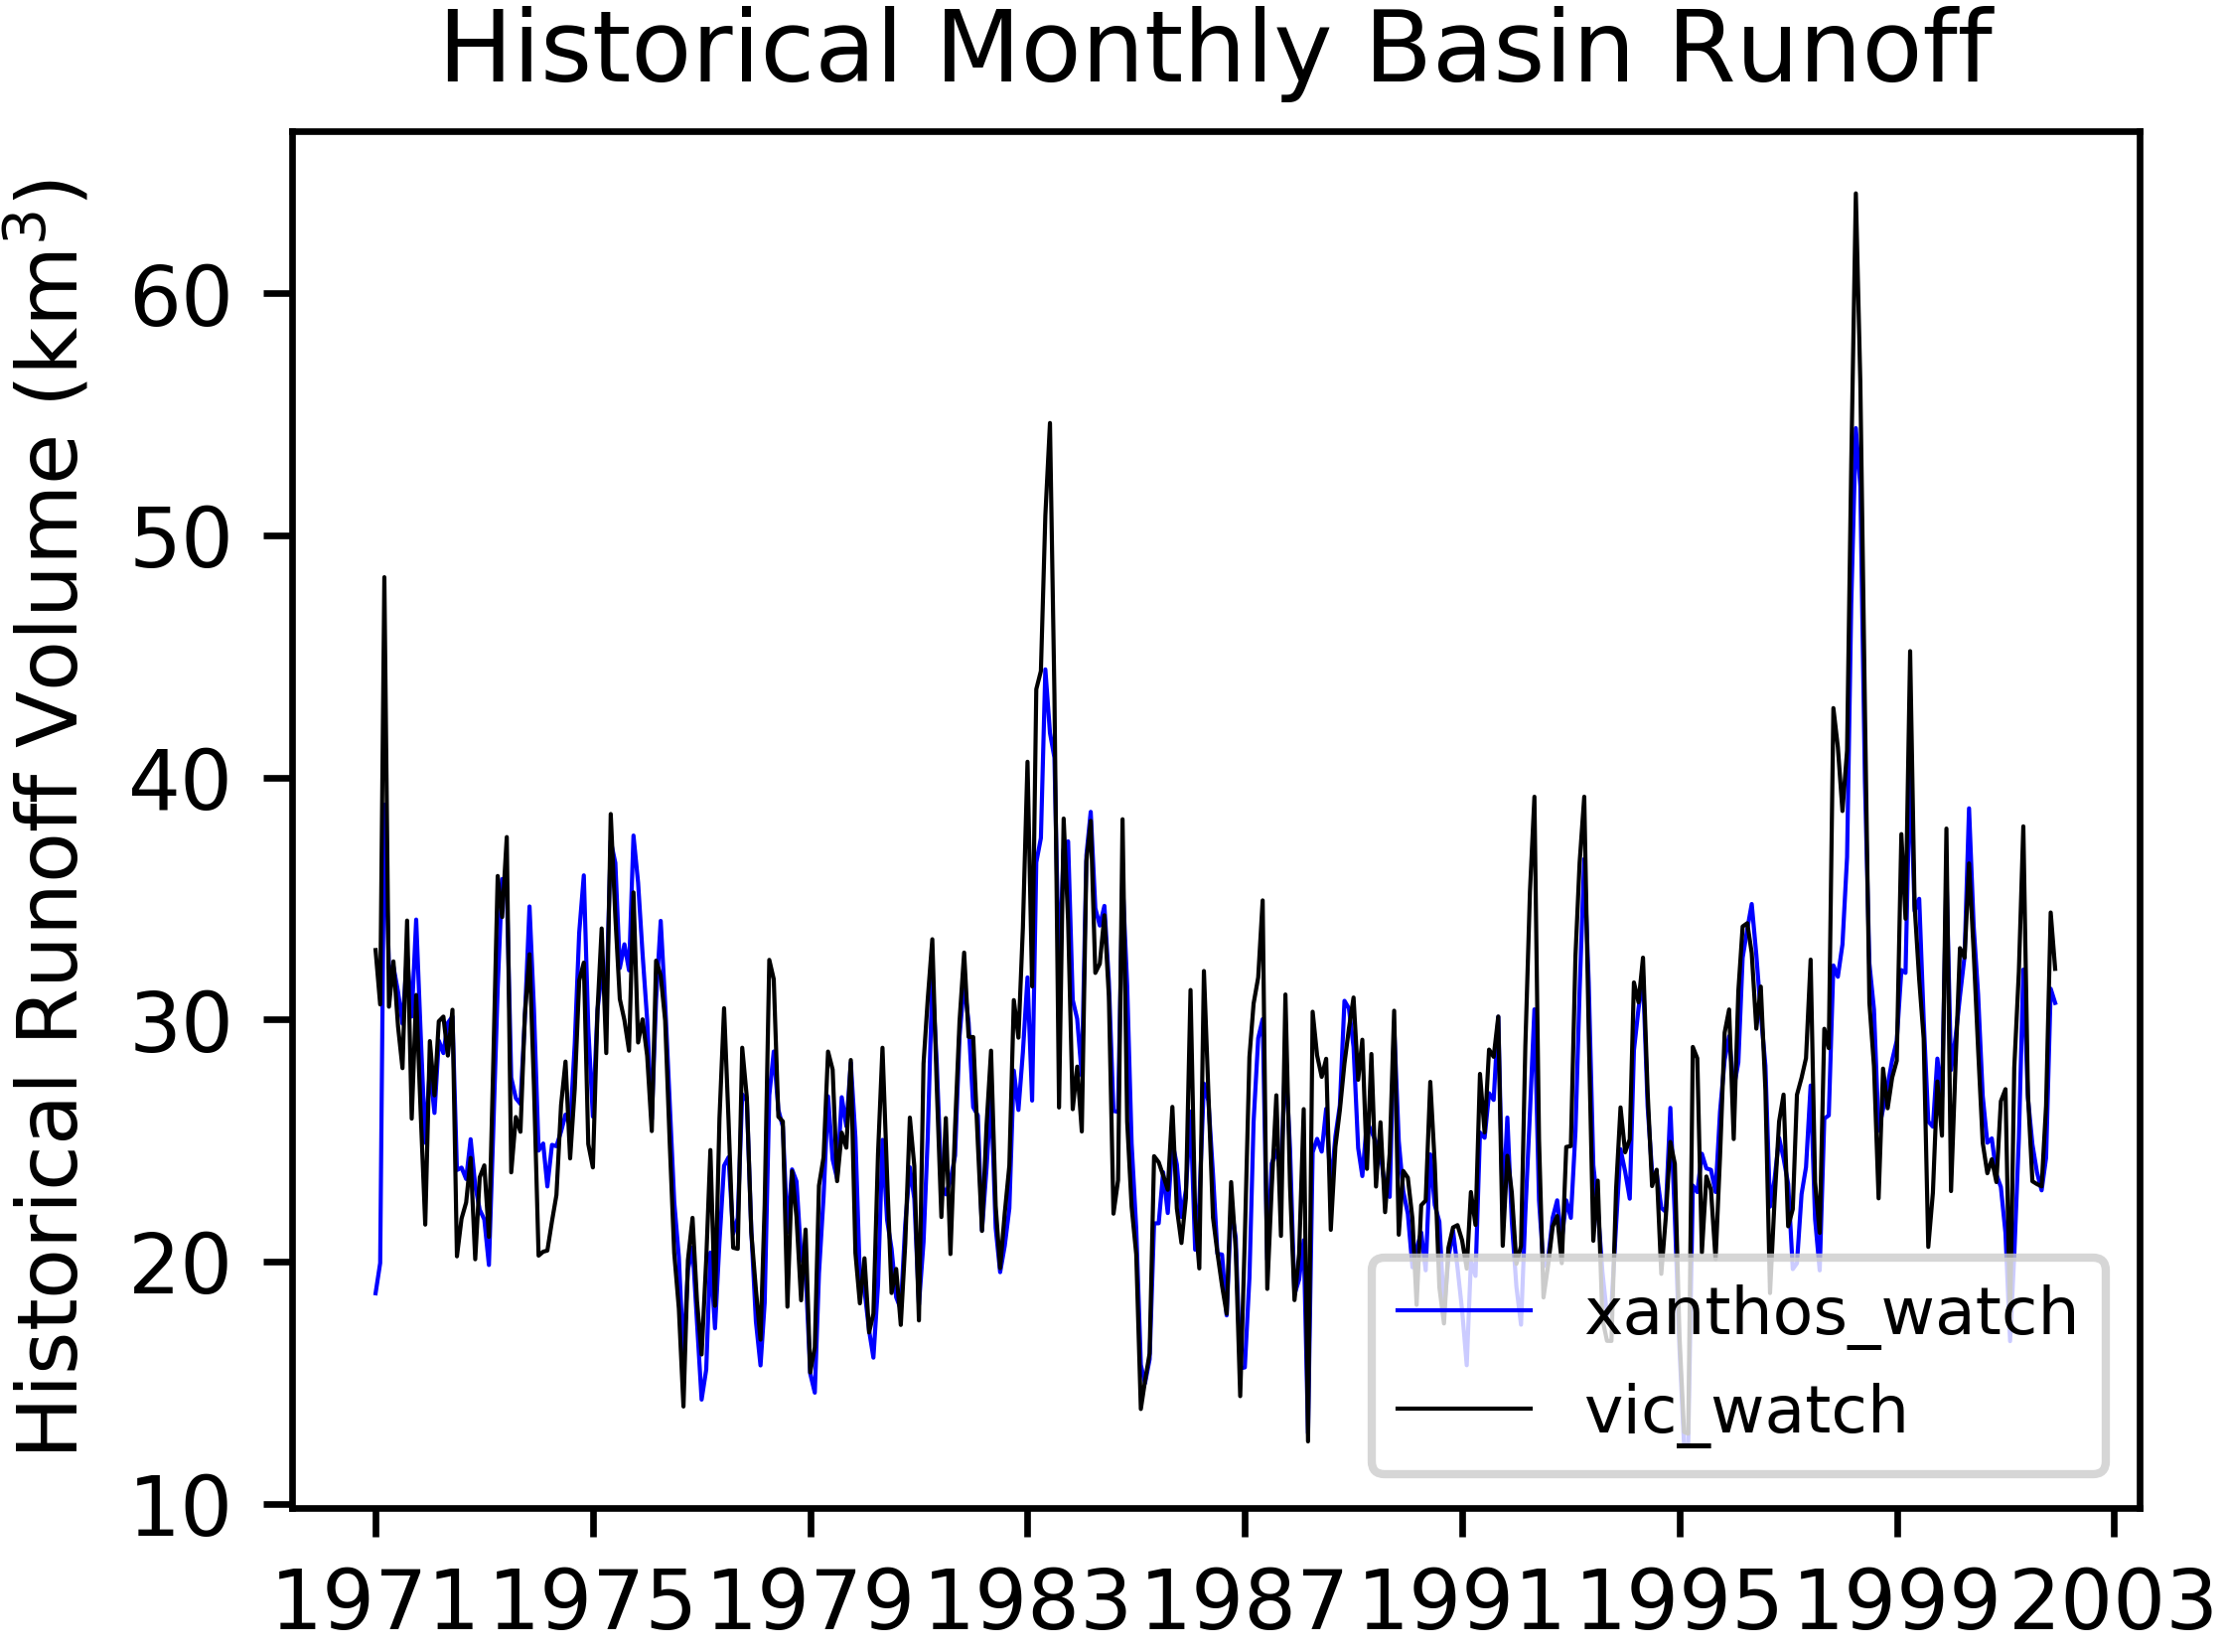 Historical Monthly Basin Runoff
Historical Runoff Volume (km³)
60
50
40
30
20
10
1971 1975 1979 1983 1987 1991 1995 1999 2003
xanthos_watch
vic_watch